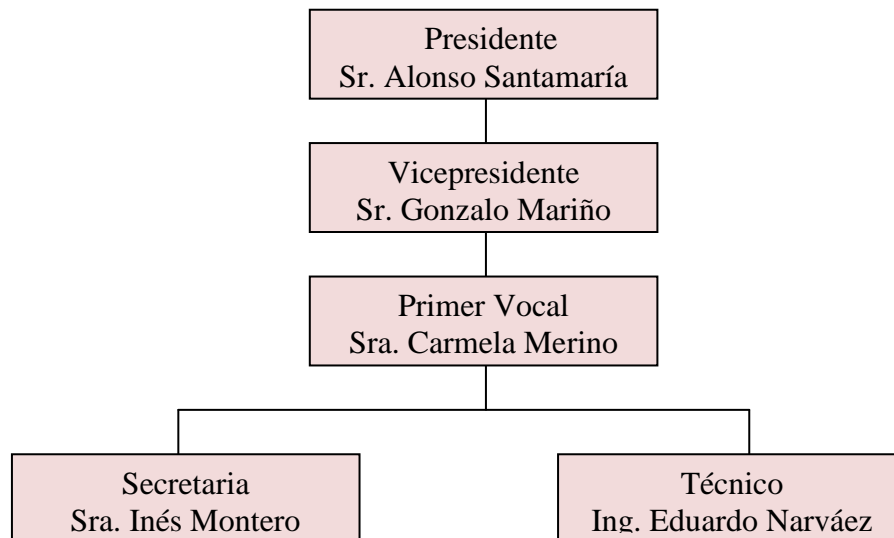 Presidente
Sr. Alonso Santamaría
Vicepresidente
Sr. Gonzalo Mariño
Primer Vocal
Sra. Carmela Merino
Secretaria
Sra. Inés Montero
Técnico
Ing. Eduardo Narváez